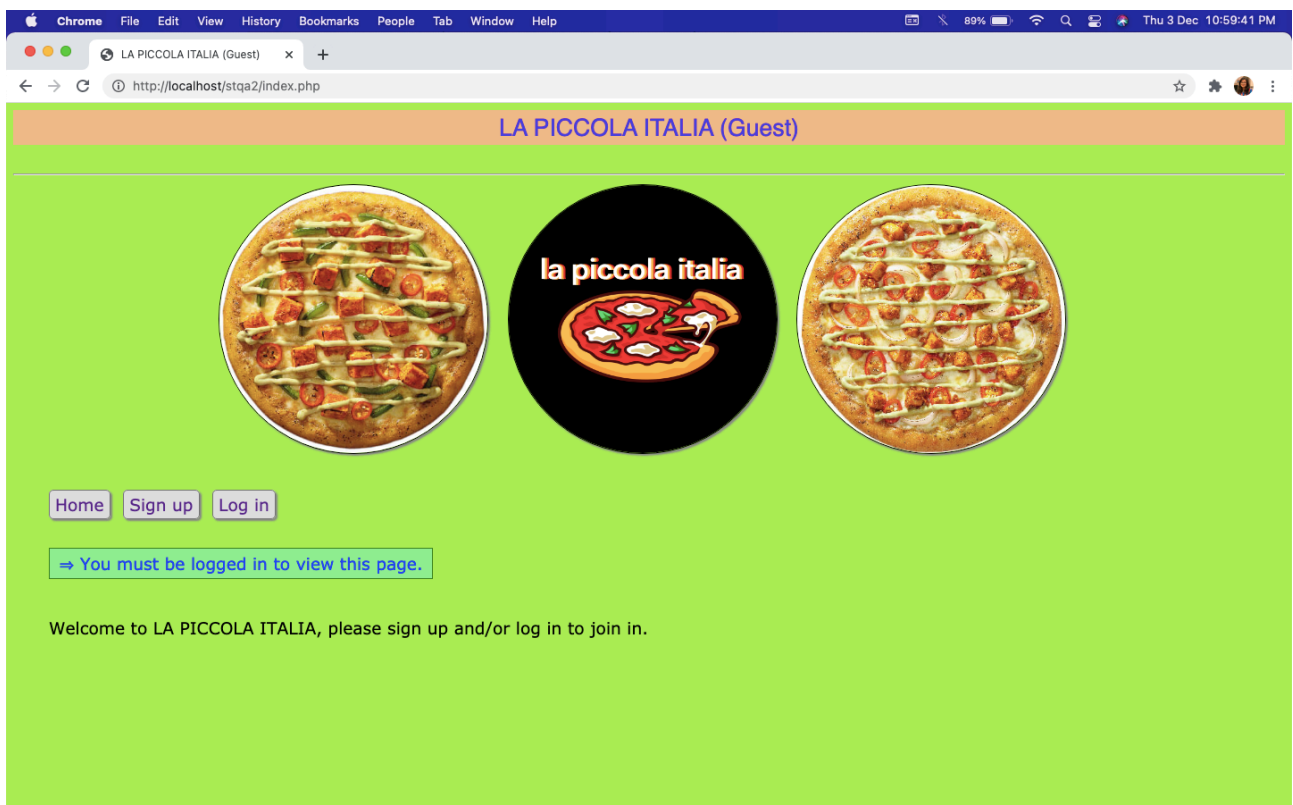 Chrome File Edit View History Bookmarks People Tab Window Help 89% Thu 3 Dec 10:59:41 PM
LA PICCOLA ITALIA (Guest)
http://localhost/stqa2/index.php
LA PICCOLA ITALIA (Guest)
la piccola italia
Home Sign up Log in
⇒ You must be logged in to view this page.
Welcome to LA PICCOLA ITALIA, please sign up and/or log in to join in.